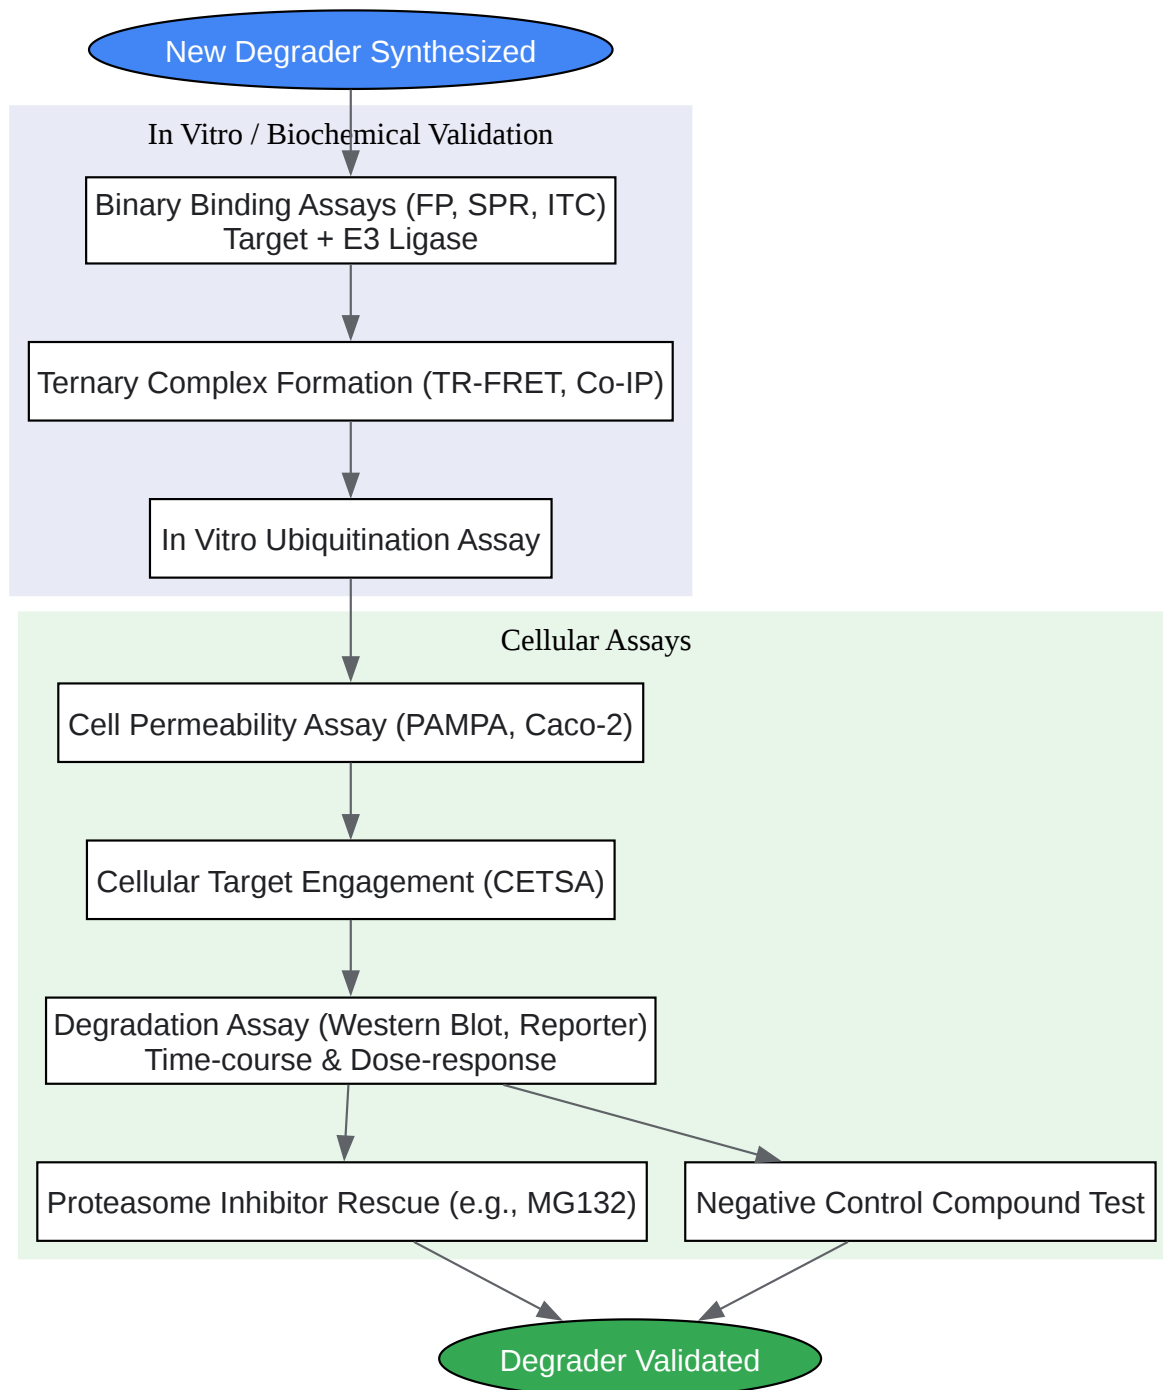 New Degrader Synthesized
In Vitro / Biochemical Validation
Binary Binding Assays (FP, SPR, ITC)
Target + E3 Ligase
Ternary Complex Formation (TR-FRET, Co-IP)
In Vitro Ubiquitination Assay
Cellular Assays
Cell Permeability Assay (PAMPA, Caco-2)
Cellular Target Engagement (CETSA)
Degradation Assay (Western Blot, Reporter)
Time-course & Dose-response
Proteasome Inhibitor Rescue (e.g., MG132)
Negative Control Compound Test
Degrader Validated